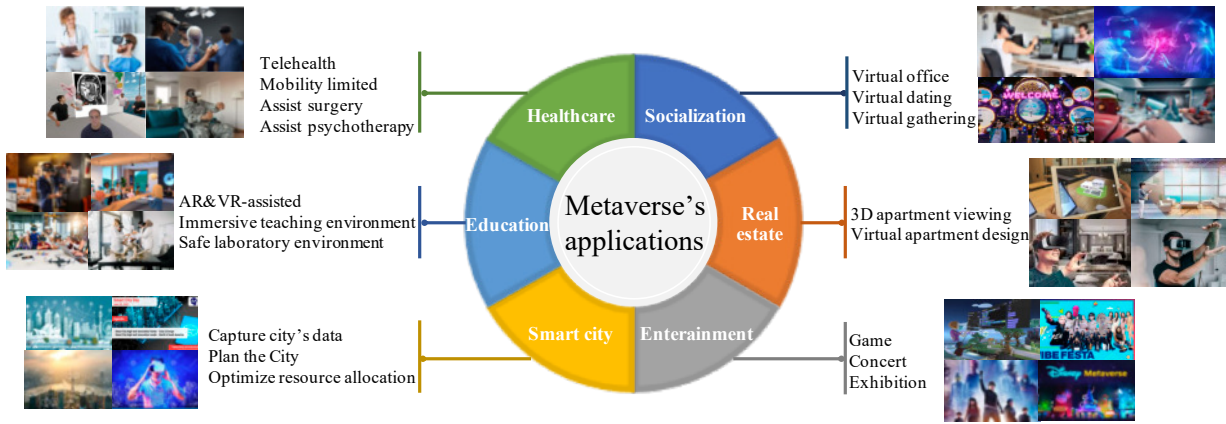 Telehealth
Mobility limited
Assist surgery
Assist psychotherapy
AR&VR-assisted
Immersive teaching environment
Safe laboratory environment
Capture city's data
Plan the City
Optimize resource allocation
Healthcare
Socialization
Education
Metaverse's
applications
Real
estate
Smart city
Enterainment
Virtual office
Virtual dating
Virtual gathering
WELCOME
3D apartment viewing
Virtual apartment design
Game
Concert
Exhibition
Disney Metaverse